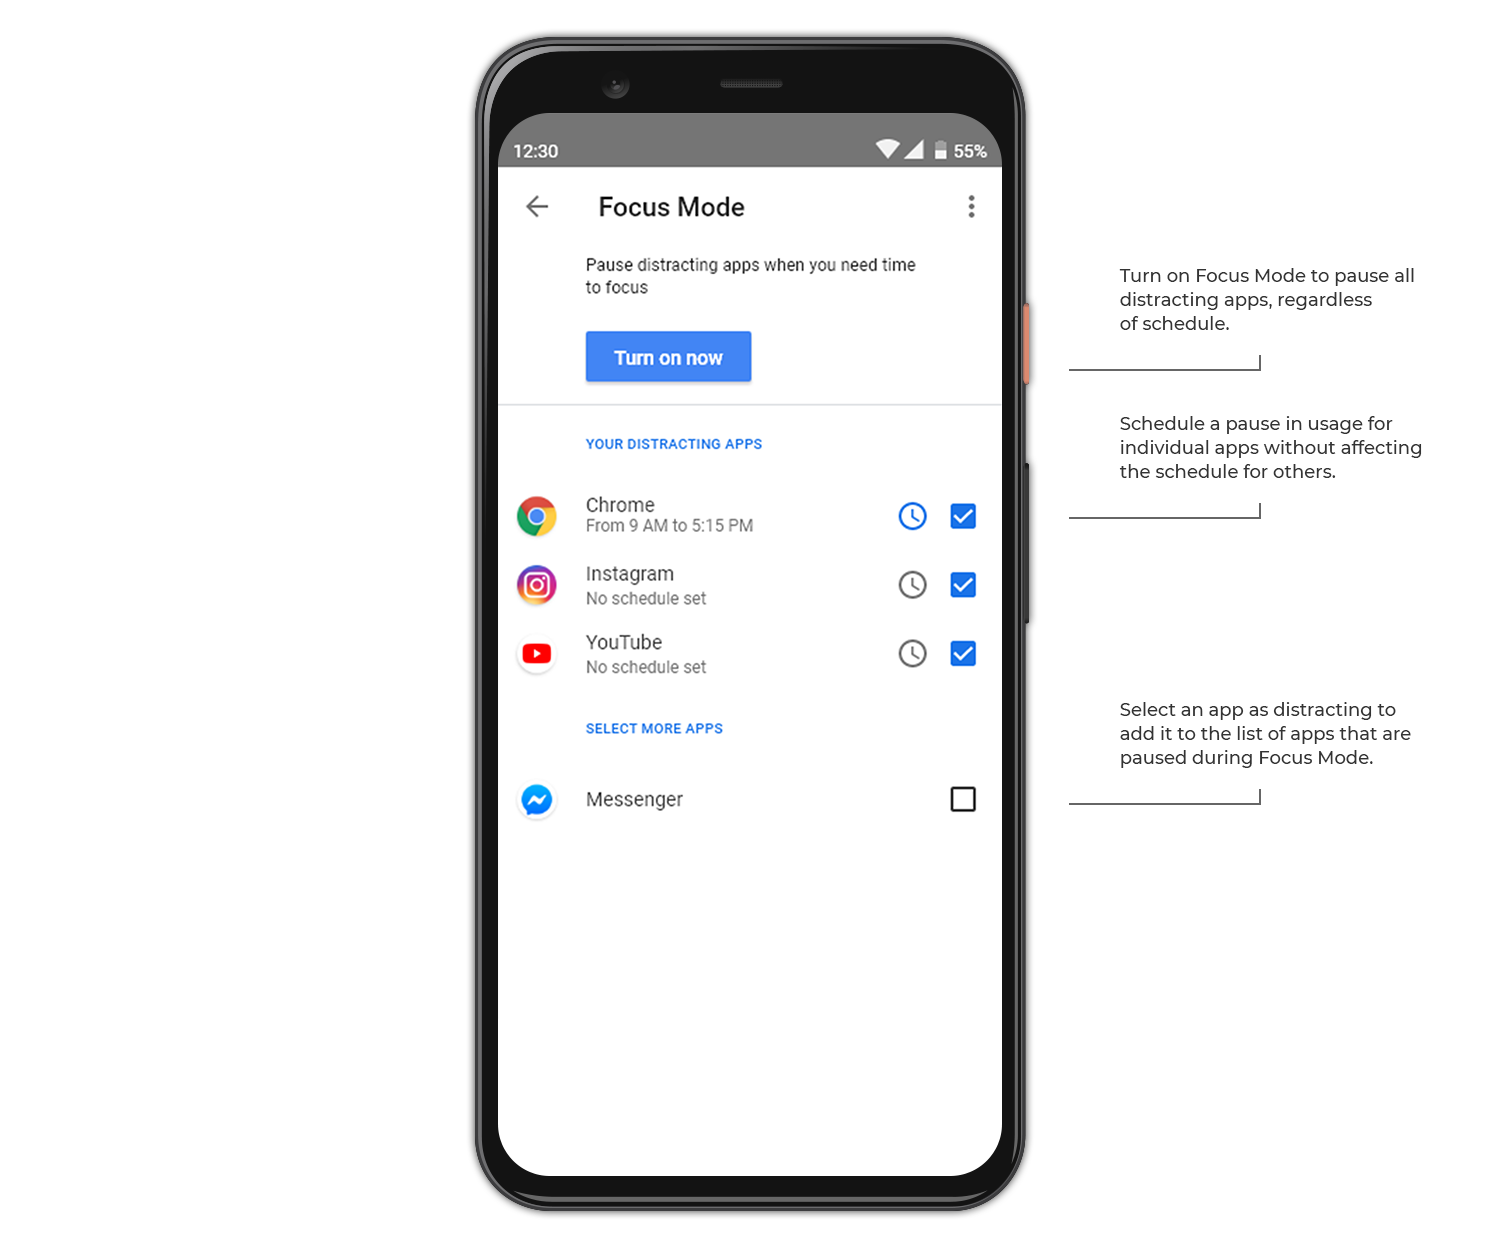 12:30
55%
Focus Mode
Pause distracting apps when you need time
to focus
Turn on now
YOUR DISTRACTING APPS
Chrome
From 9 AM to 5:15 PM
Instagram
No schedule set
YouTube
No schedule set
SELECT MORE APPS
Messenger
Turn on Focus Mode to pause all
distracting apps, regardless
of schedule.
Schedule a pause in usage for
individual apps without affecting
the schedule for others.
Select an app as distracting to
add it to the list of apps that are
paused during Focus Mode.